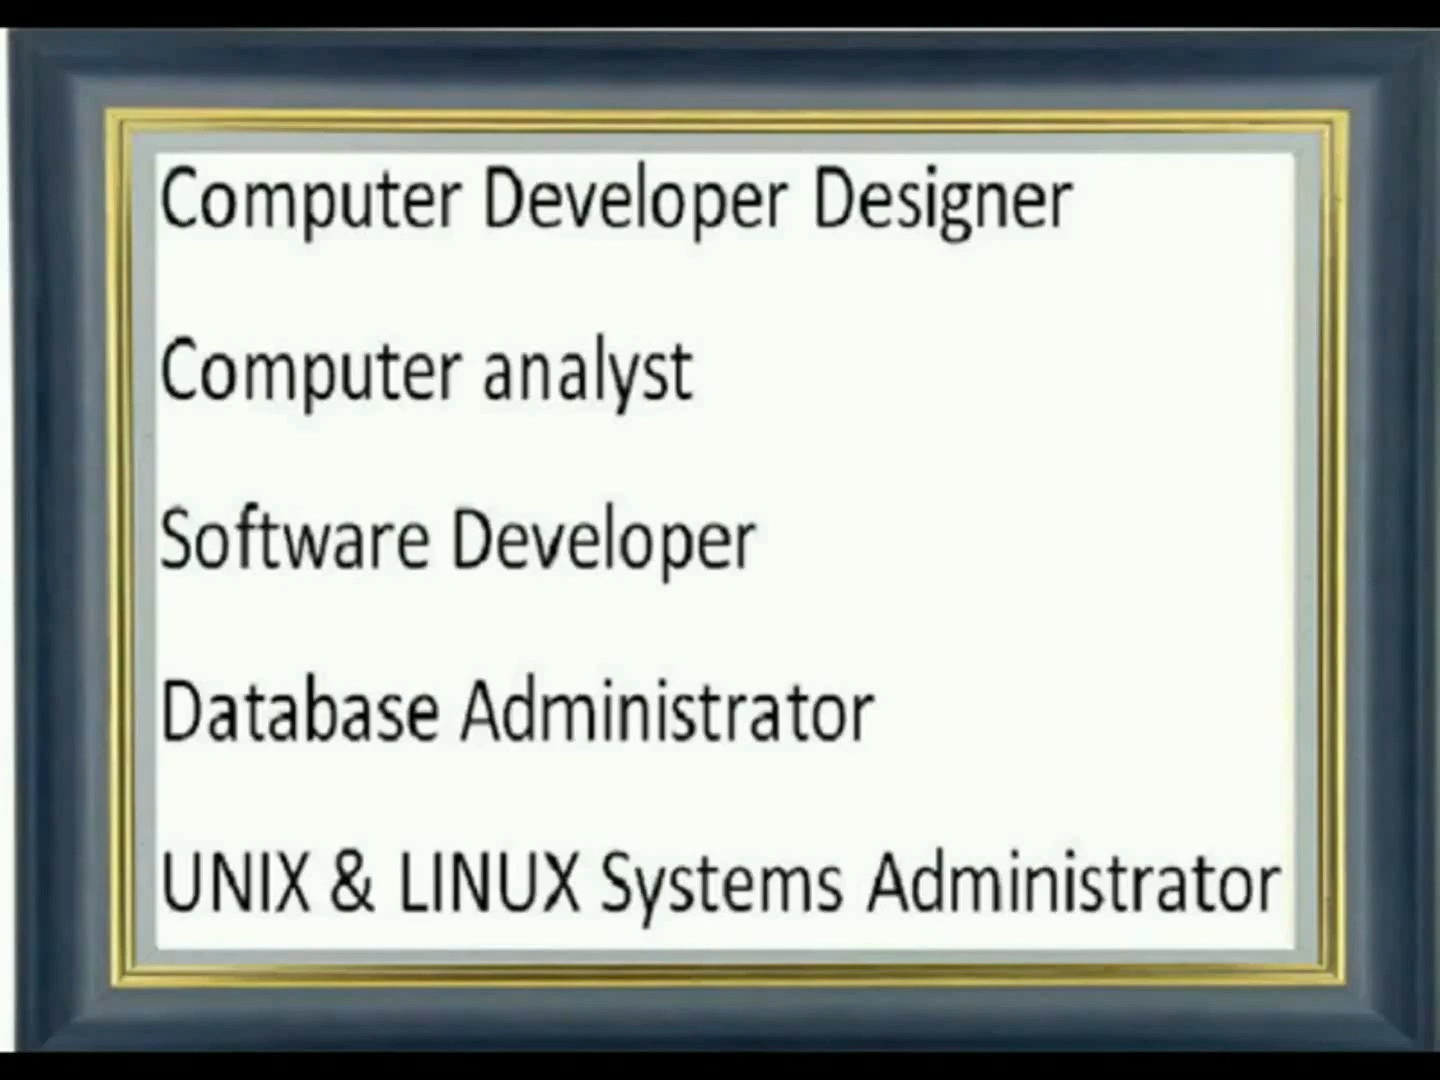 Computer Developer Designer
Computer analyst
Software Developer
Database Administrator
UNIX & LINUX Systems Administrator